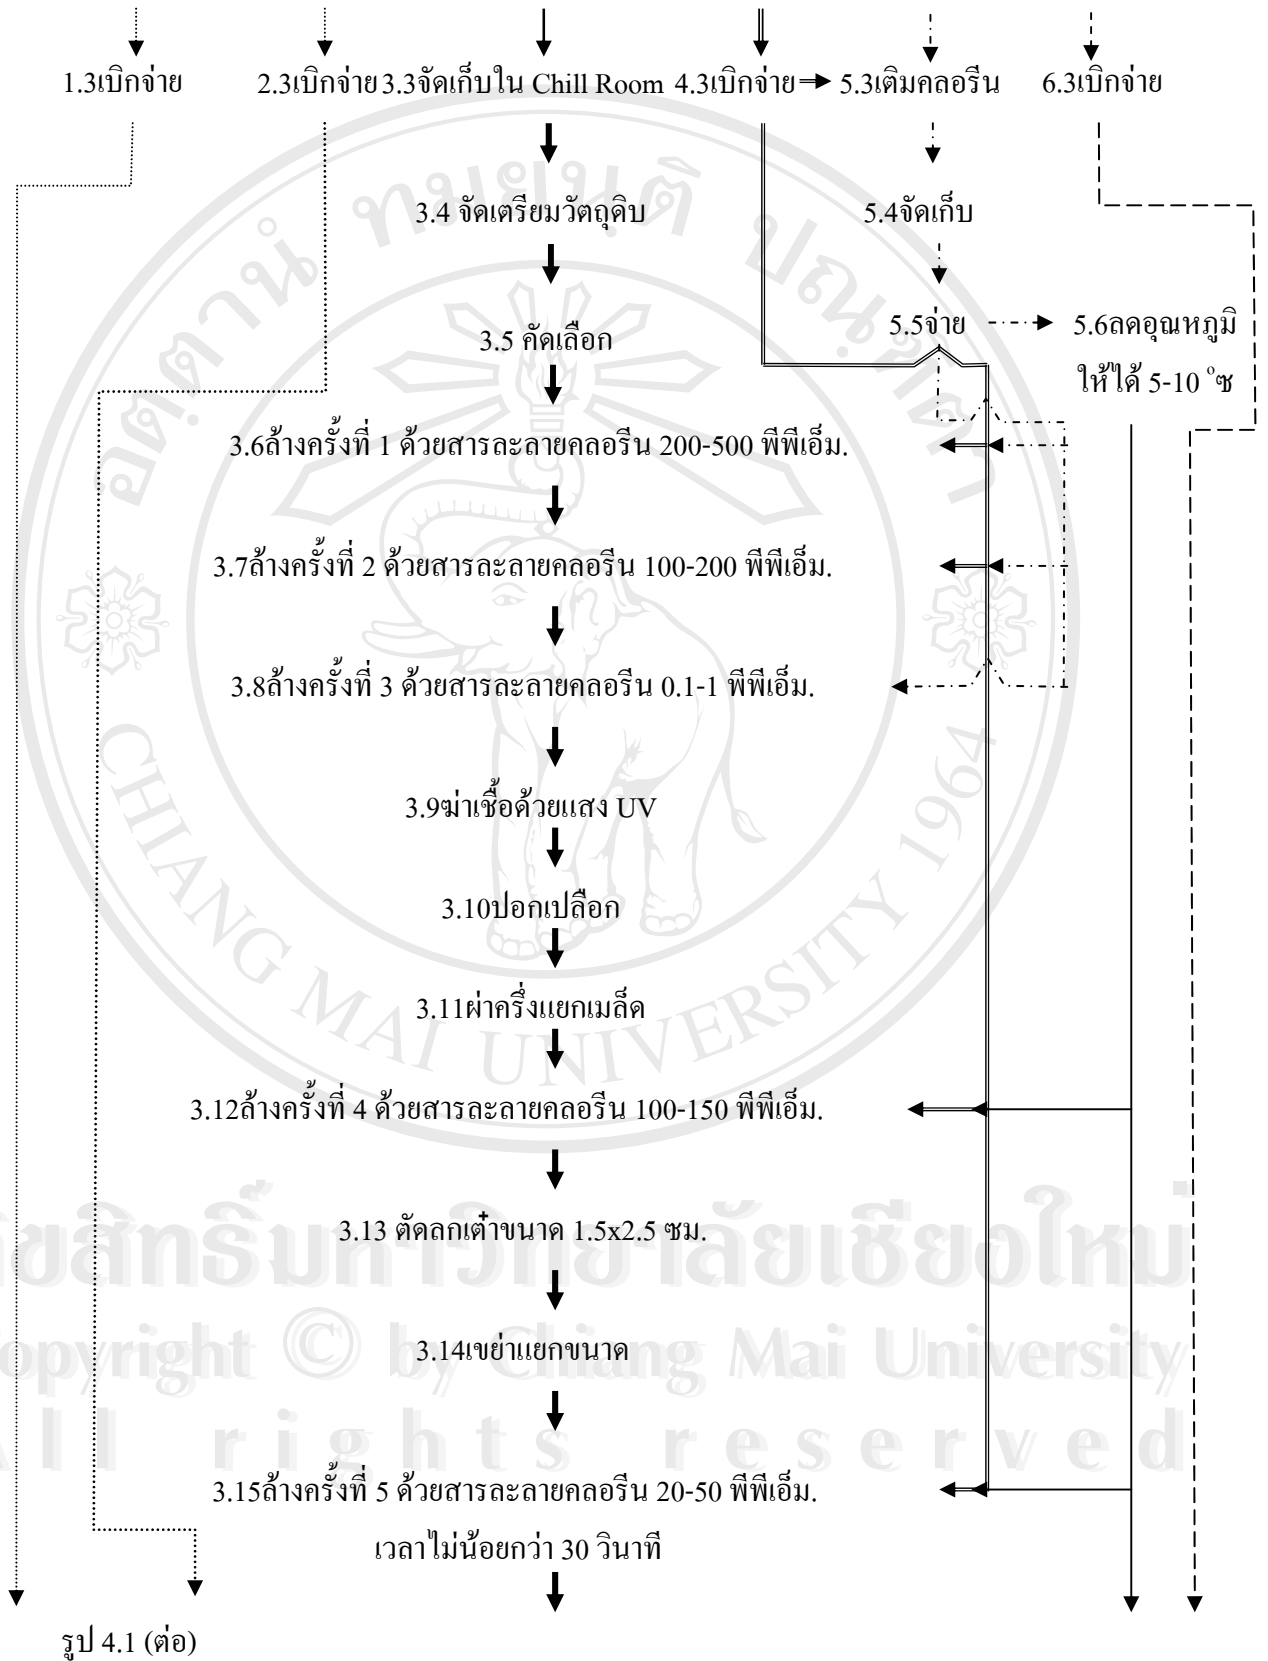 1.3เบิกจ่าย 2.3เบิกจ่าย 3.3จัดเก็บใน Chill Room 4.3เบิกจ่าย 5.3เติมคลอรีน 6.3เบิกจ่าย
3.4 จัดเตรียมวัตถุดิบ 5.4จัดเก็บ
3.5 คัดเลือก 5.5จ่าย 5.6ลดอุณหภูมิ
ให้ได้ 5-10 °ซ
3.6ล้างครั้งที่ 1 ด้วยสารละลายคลอรีน 200-500 พีพีเอ็ม.
3.7ล้างครั้งที่ 2 ด้วยสารละลายคลอรีน 100-200 พีพีเอ็ม.
3.8ล้างครั้งที่ 3 ด้วยสารละลายคลอรีน 0.1-1 พีพีเอ็ม.
3.9ฆ่าเชื้อด้วยแสง UV
3.10ปอกเปลือก
3.11ผ่าครึ่งแยกเมล็ด
3.12ล้างครั้งที่ 4 ด้วยสารละลายคลอรีน 100-150 พีพีเอ็ม.
3.13 ตัดลูกเต๋าขนาด 1.5x2.5 ซม.
3.14เขย่าแยกขนาด
3.15ล้างครั้งที่ 5 ด้วยสารละลายคลอรีน 20-50 พีพีเอ็ม.
เวลาไม่น้อยกว่า 30 วินาที
รูป 4.1 (ต่อ)
อตฺตานํ ทมยนฺติ ปณฺฑิตา
CHIANG MAI UNIVERSITY 1964
ขสิทธิ์มหาวิทยาลัยเชียงใหม่
opyright © by Chiang Mai University
All rights reserved